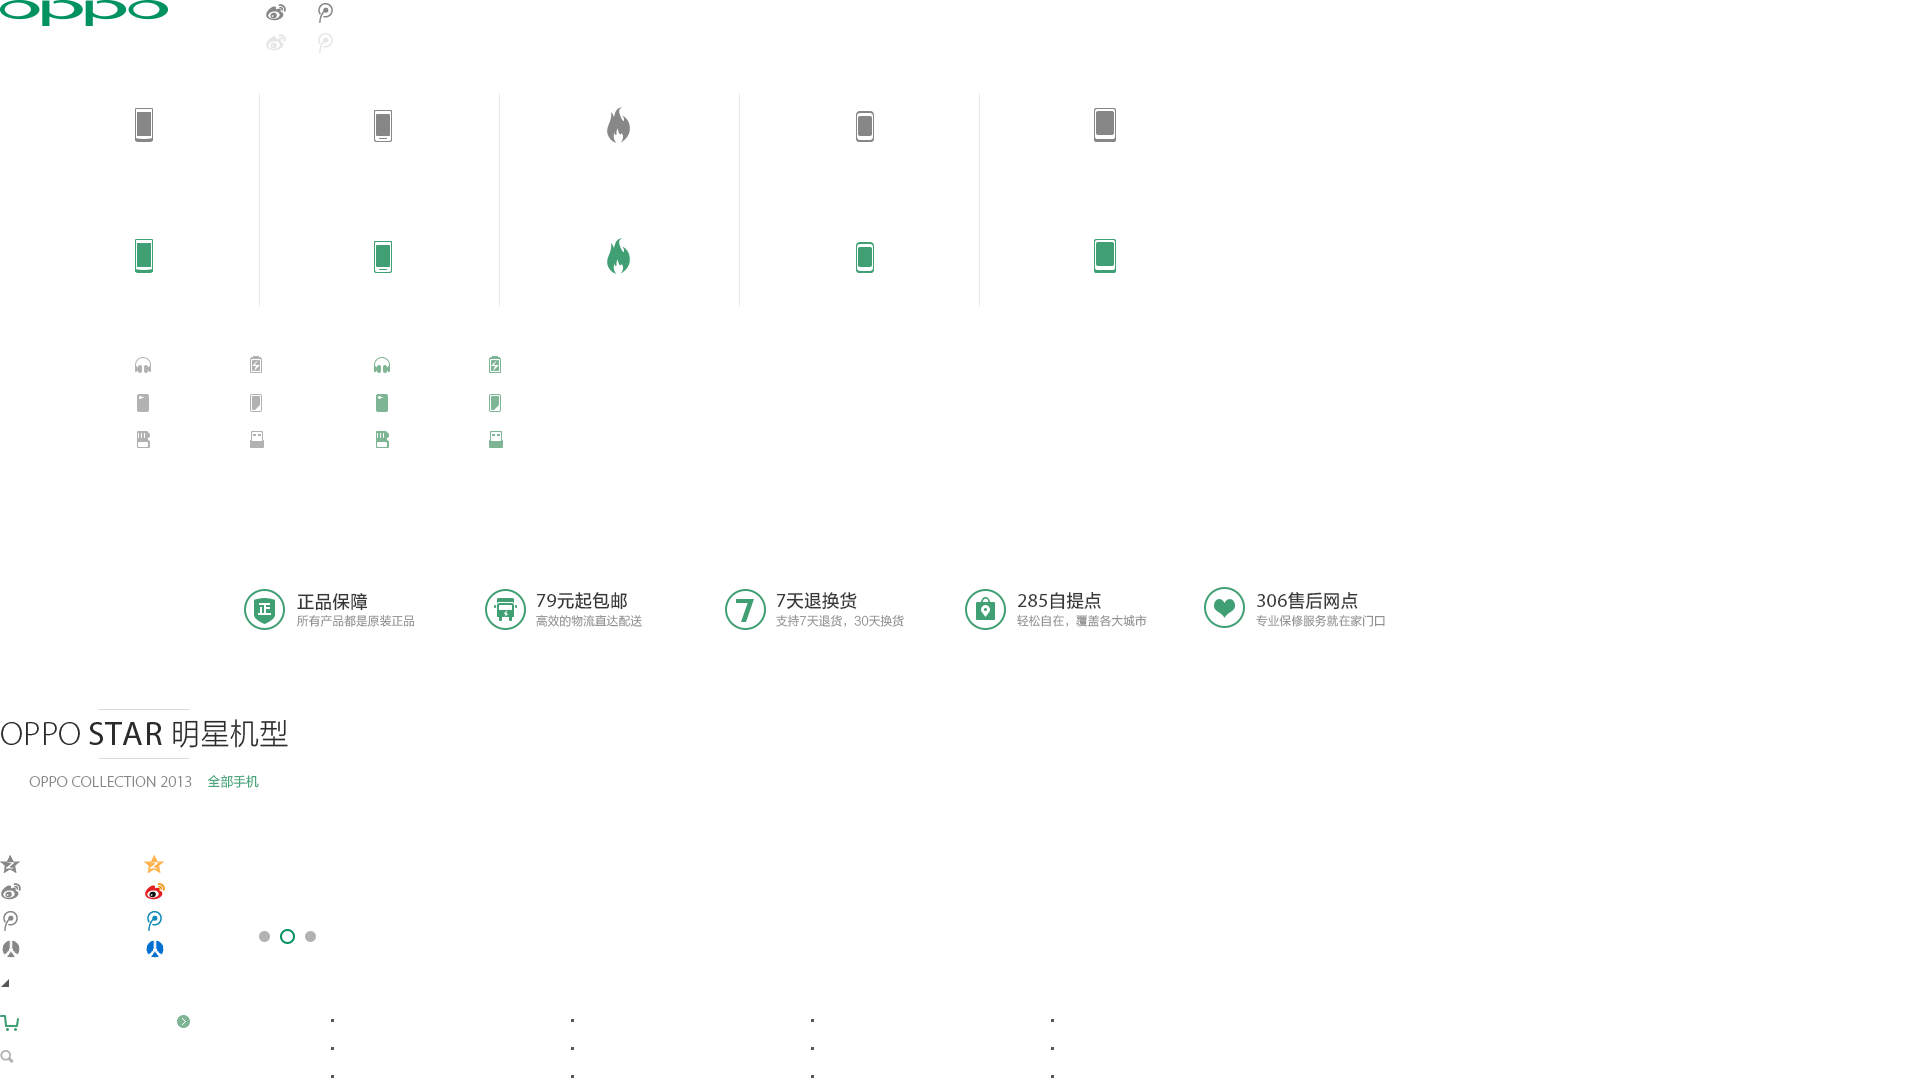 oppo
正品保障
所有产品都是原装正品
79元起包邮
高效的物流直达配送
7
7天退换货
支持7天退货，30天换货
285自提点
轻松自在，覆盖各大城市
306售后网点
专业保修服务就在家门口
正
OPPO STAR 明星机型
OPPO COLLECTION 2013 全部手机